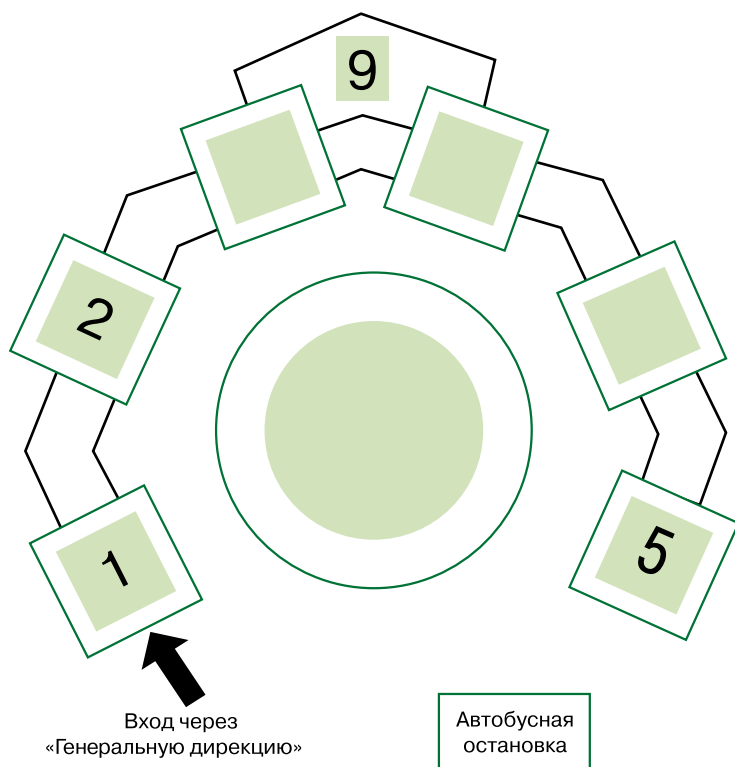 9
2
1
5
Вход через
«Генеральную дирекцию»
Автобусная
остановка